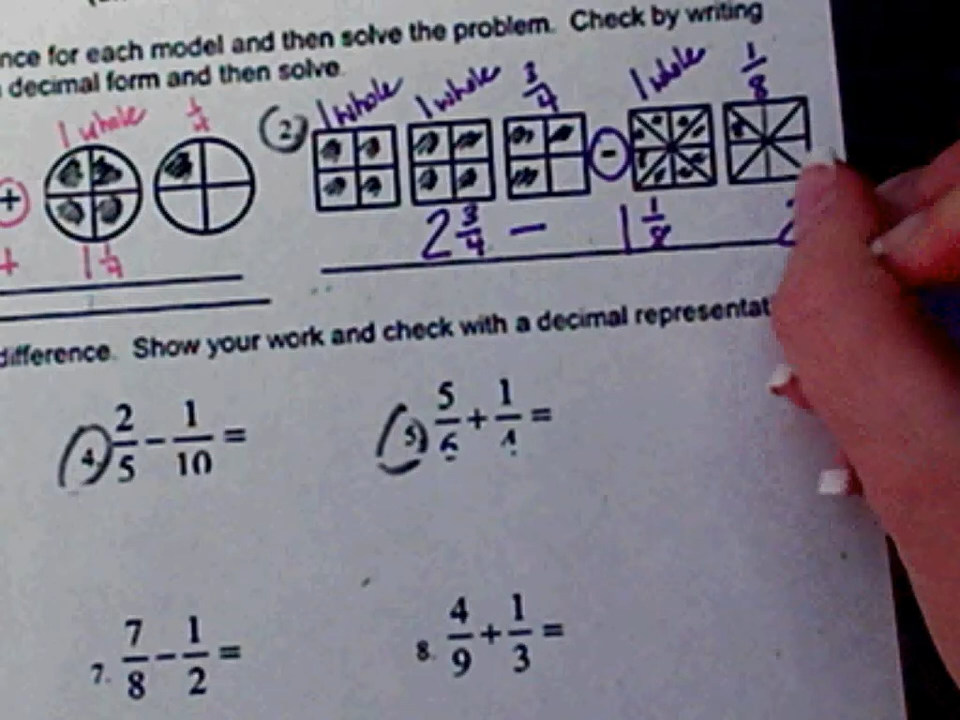 nce for each model and then solve the problem. Check by writing
decimal form and then solve.
1 whole 1/4 2 1 whole 1 whole 3/4 - 1 whole 1/8
+
+ 1 1/4 2 3/4 - 1 1/8
difference. Show your work and check with a decimal representat
4. 2/5 - 1/10 = 5. 5/6 + 1/4 =
7. 7/8 - 1/2 = 8. 4/9 + 1/3 =